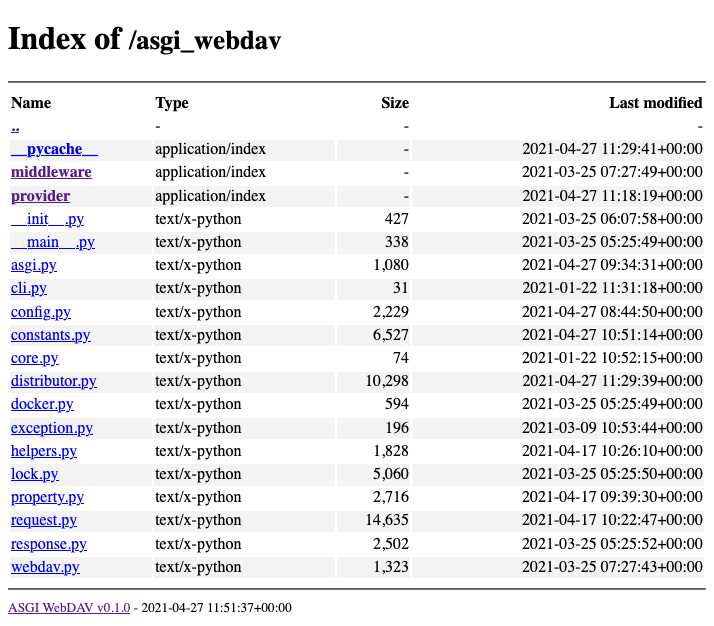 Index of /asgi_webdav
Name Type Size Last modified
.. - - -
__pycache__ application/index - 2021-04-27 11:29:41+00:00
middleware application/index - 2021-03-25 07:27:49+00:00
provider application/index - 2021-04-27 11:18:19+00:00
__init__.py text/x-python 427 2021-03-25 06:07:58+00:00
__main__.py text/x-python 338 2021-03-25 05:25:49+00:00
asgi.py text/x-python 1,080 2021-04-27 09:34:31+00:00
cli.py text/x-python 31 2021-01-22 11:31:18+00:00
config.py text/x-python 2,229 2021-04-27 08:44:50+00:00
constants.py text/x-python 6,527 2021-04-27 10:51:14+00:00
core.py text/x-python 74 2021-01-22 10:52:15+00:00
distributor.py text/x-python 10,298 2021-04-27 11:29:39+00:00
docker.py text/x-python 594 2021-03-25 05:25:49+00:00
exception.py text/x-python 196 2021-03-09 10:53:44+00:00
helpers.py text/x-python 1,828 2021-04-17 10:26:10+00:00
lock.py text/x-python 5,060 2021-03-25 05:25:50+00:00
property.py text/x-python 2,716 2021-04-17 09:39:30+00:00
request.py text/x-python 14,635 2021-04-17 10:22:47+00:00
response.py text/x-python 2,502 2021-03-25 05:25:52+00:00
webdav.py text/x-python 1,323 2021-03-25 07:27:43+00:00
ASGI WebDAV v0.1.0 - 2021-04-27 11:51:37+00:00